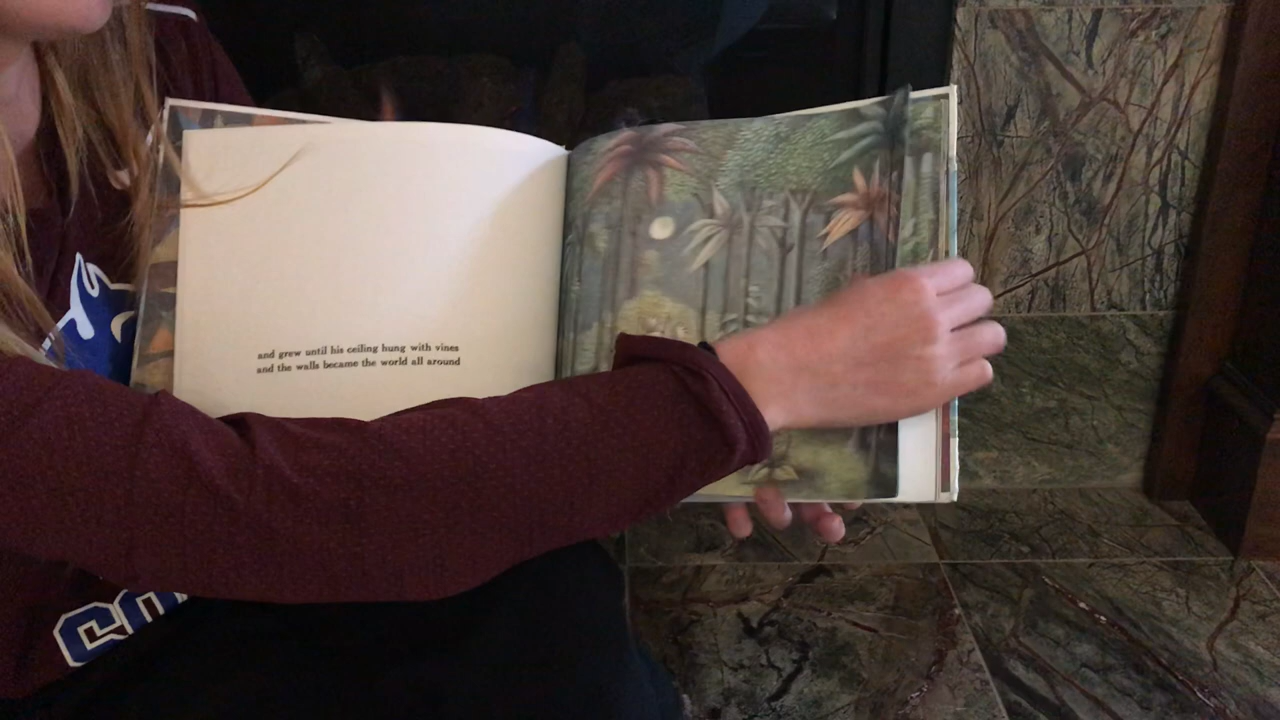 and grew until his ceiling hung with vines
and the walls became the world all around